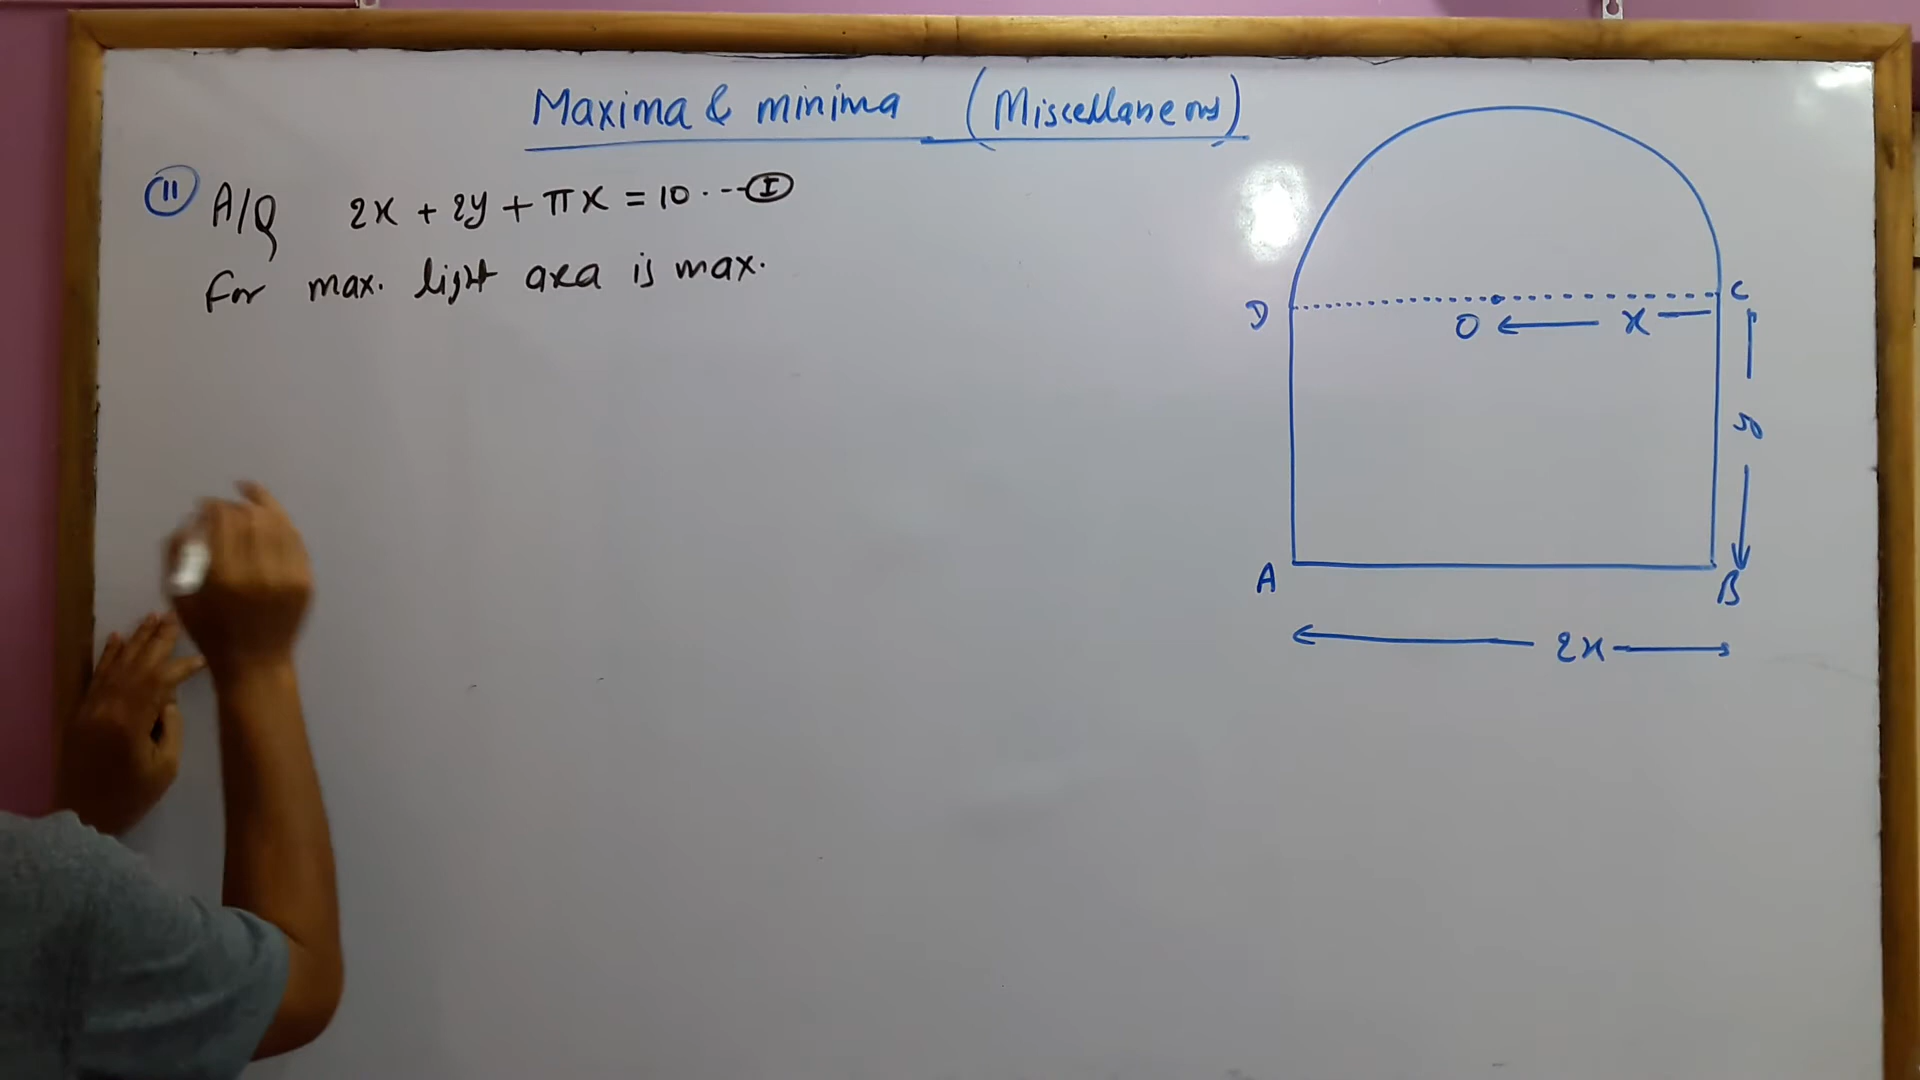 Maxima & minima (Miscellaneous)
11 A/Q 2x + 2y + πx = 10 . - - I
For max. light area is max.
D
C
O
x
y
A
B
2x